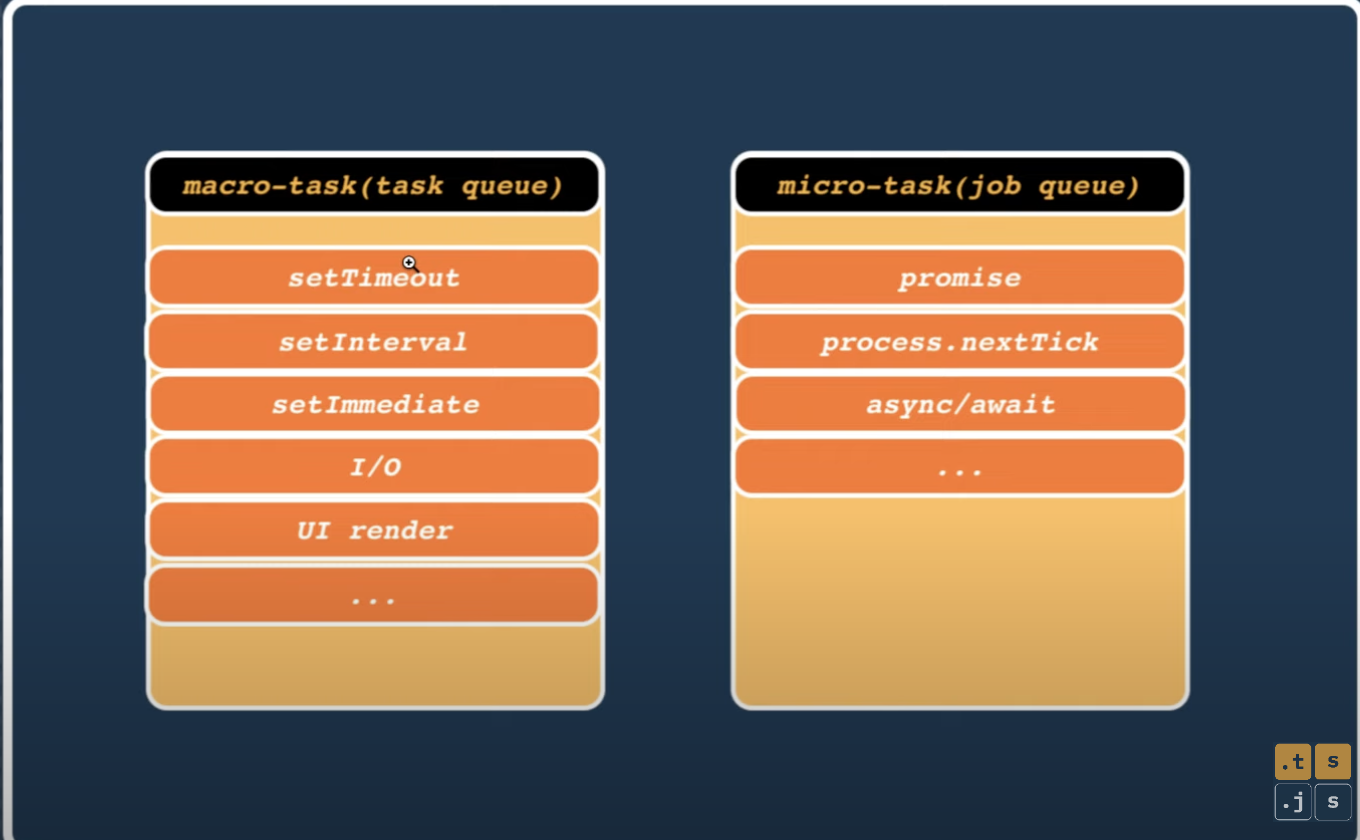 macro-task(task queue)
setTimeout
setInterval
setImmediate
I/O
UI render
...
micro-task(job queue)
promise
process.nextTick
async/await
...
.t s
.j s